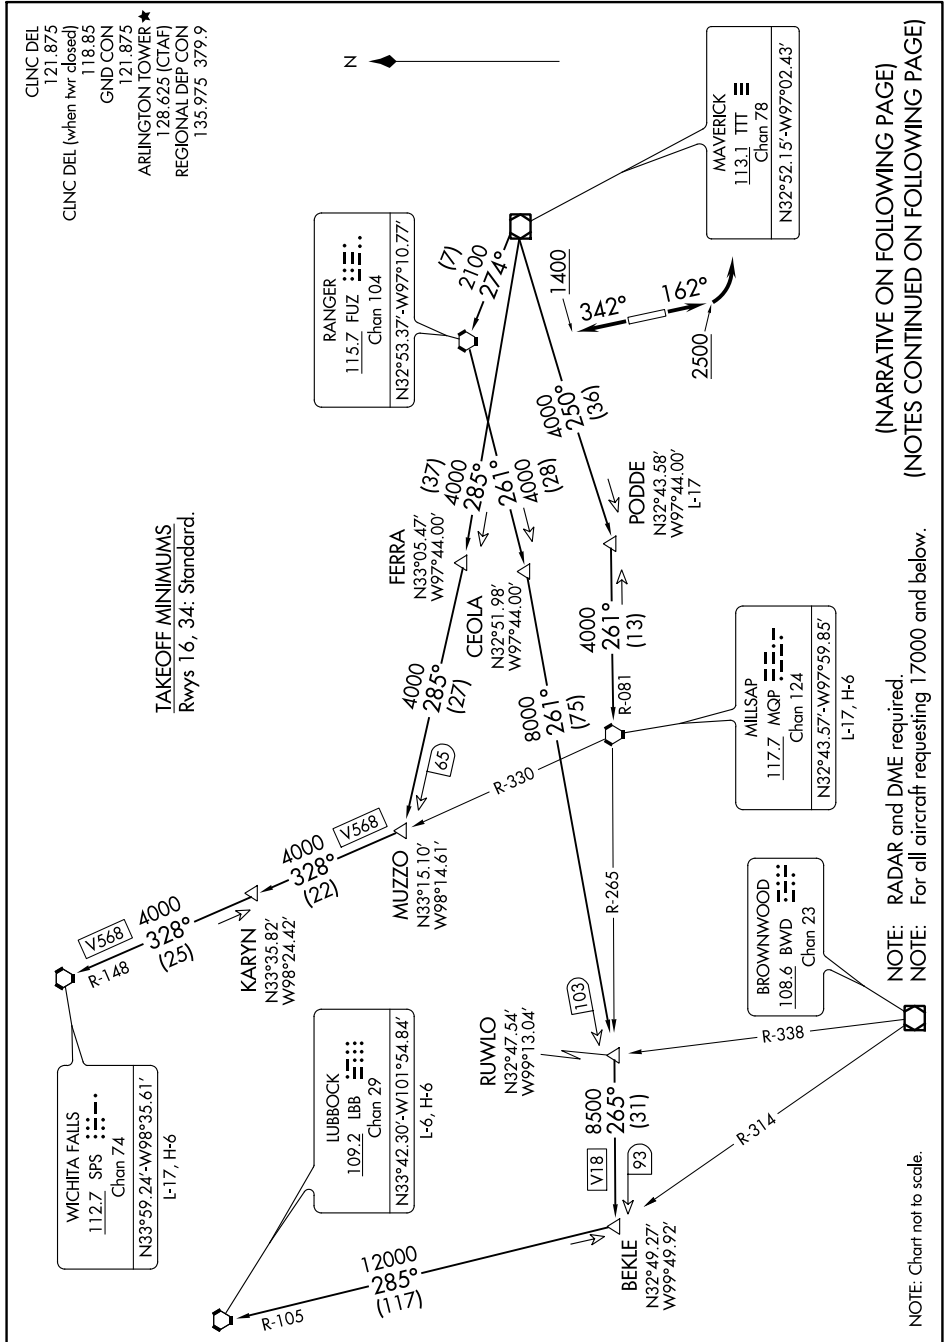 CLNC DEL
121.875
CLNC DEL (when twr closed)
118.85
GND CON
121.875
ARLINGTON TOWER ★
128.625 (CTAF)
REGIONAL DEP CON
135.975 379.9
N
TAKEOFF MINIMUMS
Rwys 16, 34: Standard.
WICHITA FALLS
112.7 SPS
Chan 74
N33°59.24′-W98°35.61′
L-17, H-6
V568
4000
328°
(25)
R-148
KARYN
N33°35.82′
W98°24.42′
4000
328°
(22)
V568
MUZZO
N33°15.10′
W98°14.61′
65
4000
285°
(27)
FERRA
N33°05.47′
W97°44.00′
(37)
4000
285°
RANGER
115.7 FUZ
Chan 104
N32°53.37′-W97°10.77′
(7)
2100
274°
MAVERICK
113.1 TTT
Chan 78
N32°52.15′-W97°02.43′
1400
342°
162°
2500
261°
4000
(28)
CEOLA
N32°51.98′
W97°44.00′
4000
250°
(36)
PODDE
N32°43.58′
W97°44.00′
L-17
4000
261°
(13)
R-081
8000
261°
(75)
MILLSAP
117.7 MQP
Chan 124
N32°43.57′-W97°59.85′
L-17, H-6
R-330
R-265
LUBBOCK
109.2 LBB
Chan 29
N33°42.30′-W101°54.84′
L-6, H-6
R-105
12000
285°
(117)
RUWLO
N32°47.54′
W99°13.04′
103
8500
265°
(31)
V18
93
BEKLE
N32°49.27′
W99°49.92′
BROWNWOOD
108.6 BWD
Chan 23
R-338
R-314
NOTE: RADAR and DME required.
NOTE: For all aircraft requesting 17000 and below.
(NARRATIVE ON FOLLOWING PAGE)
(NOTES CONTINUED ON FOLLOWING PAGE)
NOTE: Chart not to scale.